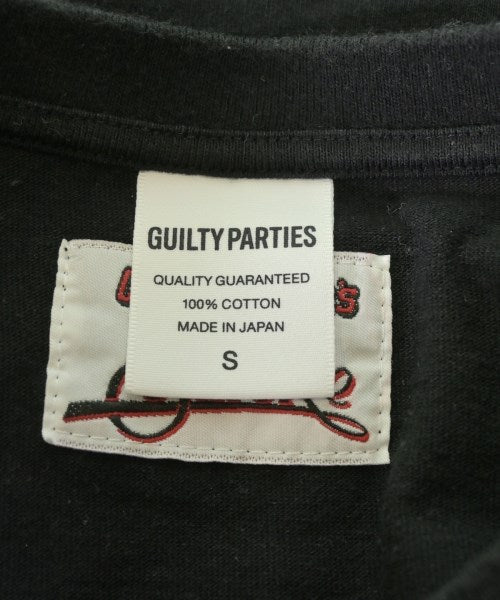 GUILTY PARTIES
QUALITY GUARANTEED
100% COTTON
MADE IN JAPAN
S